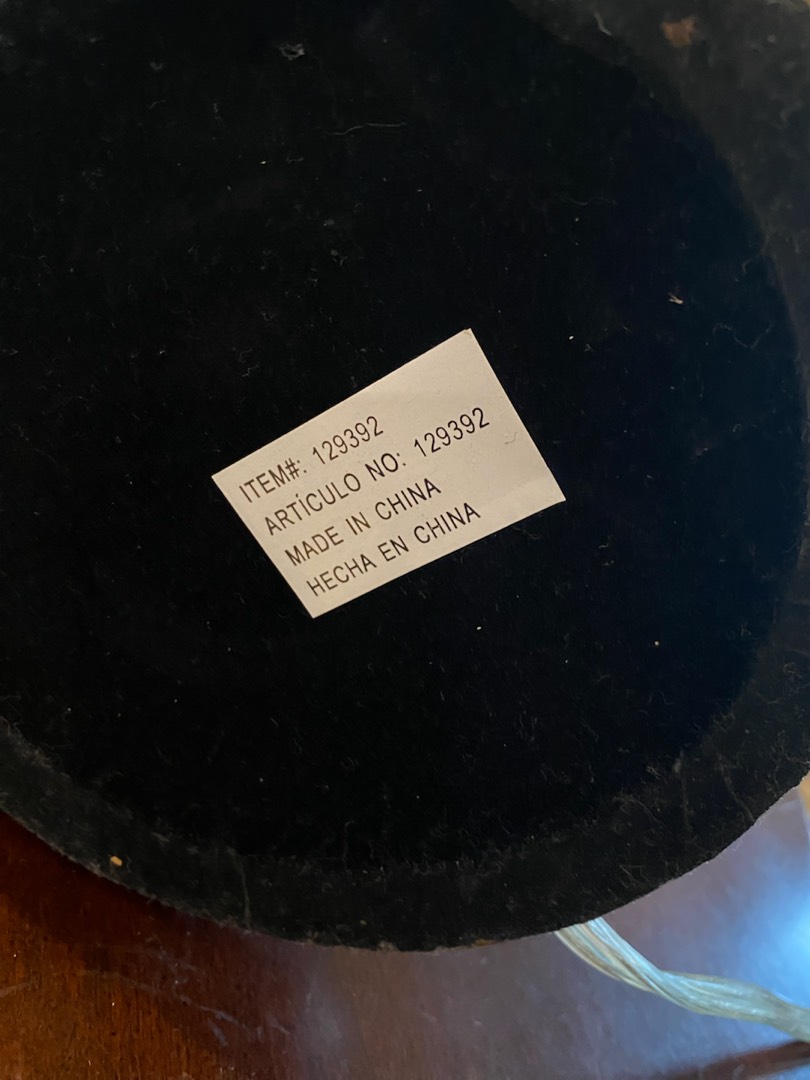 ITEM#: 129392
ARTÍCULO NO: 129392
MADE IN CHINA
HECHA EN CHINA